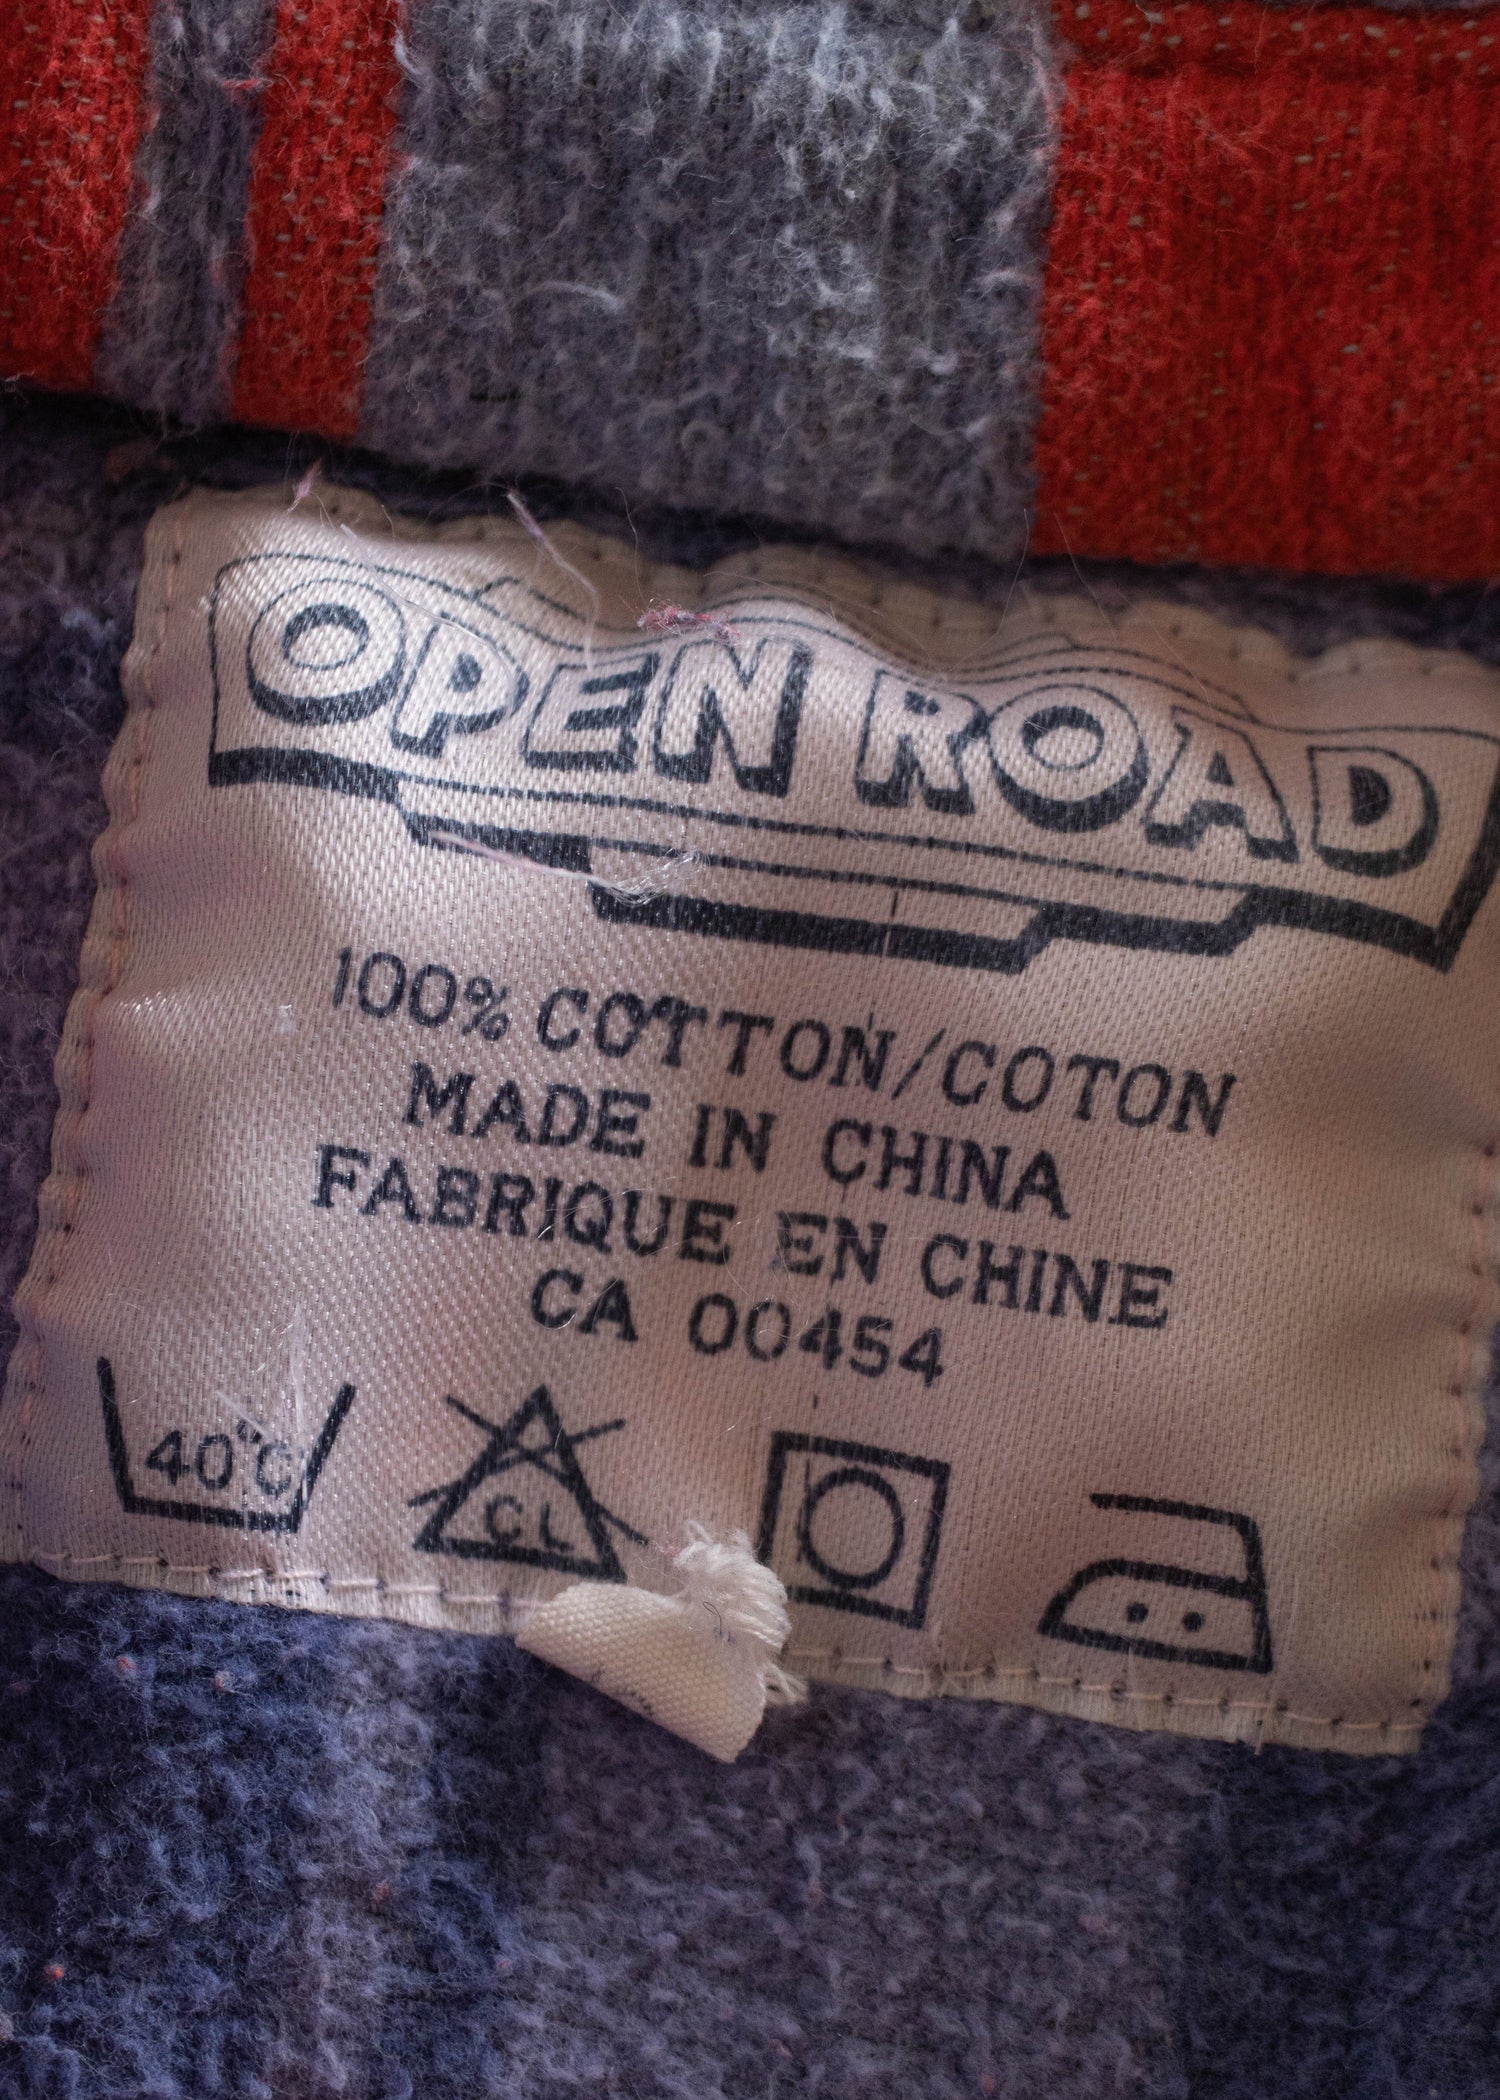 OPEN ROAD
100% COTTON/COTON
MADE IN CHINA
FABRIQUE EN CHINE
CA 00454
40°C CL